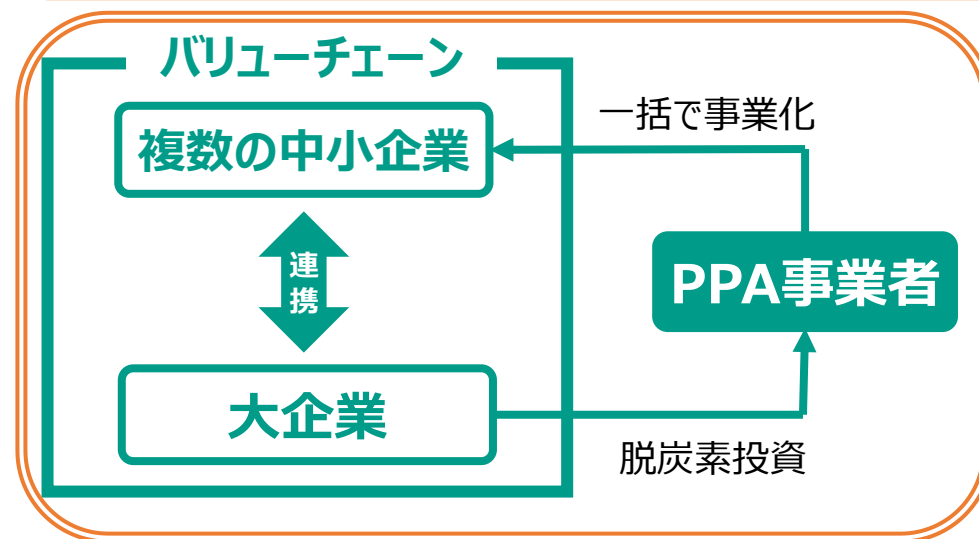 バリューチェーン
一括で事業化
複数の中小企業
連
携
PPA事業者
大企業
脱炭素投資